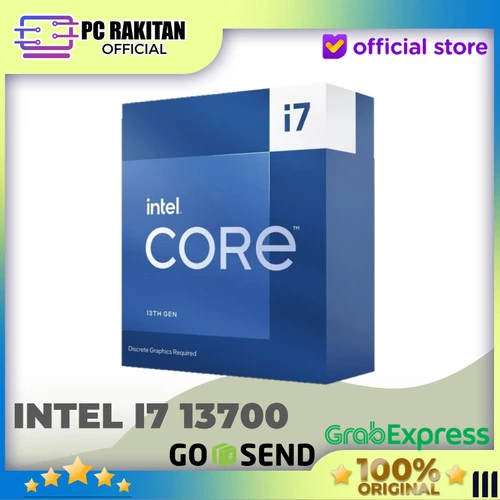 PC RAKITAN
OFFICIAL
official store
i7
intel.
CORE™
13TH GEN
Discrete Graphics Required
INTEL I7 13700
GO SEND
GrabExpress
100%
ORIGINAL